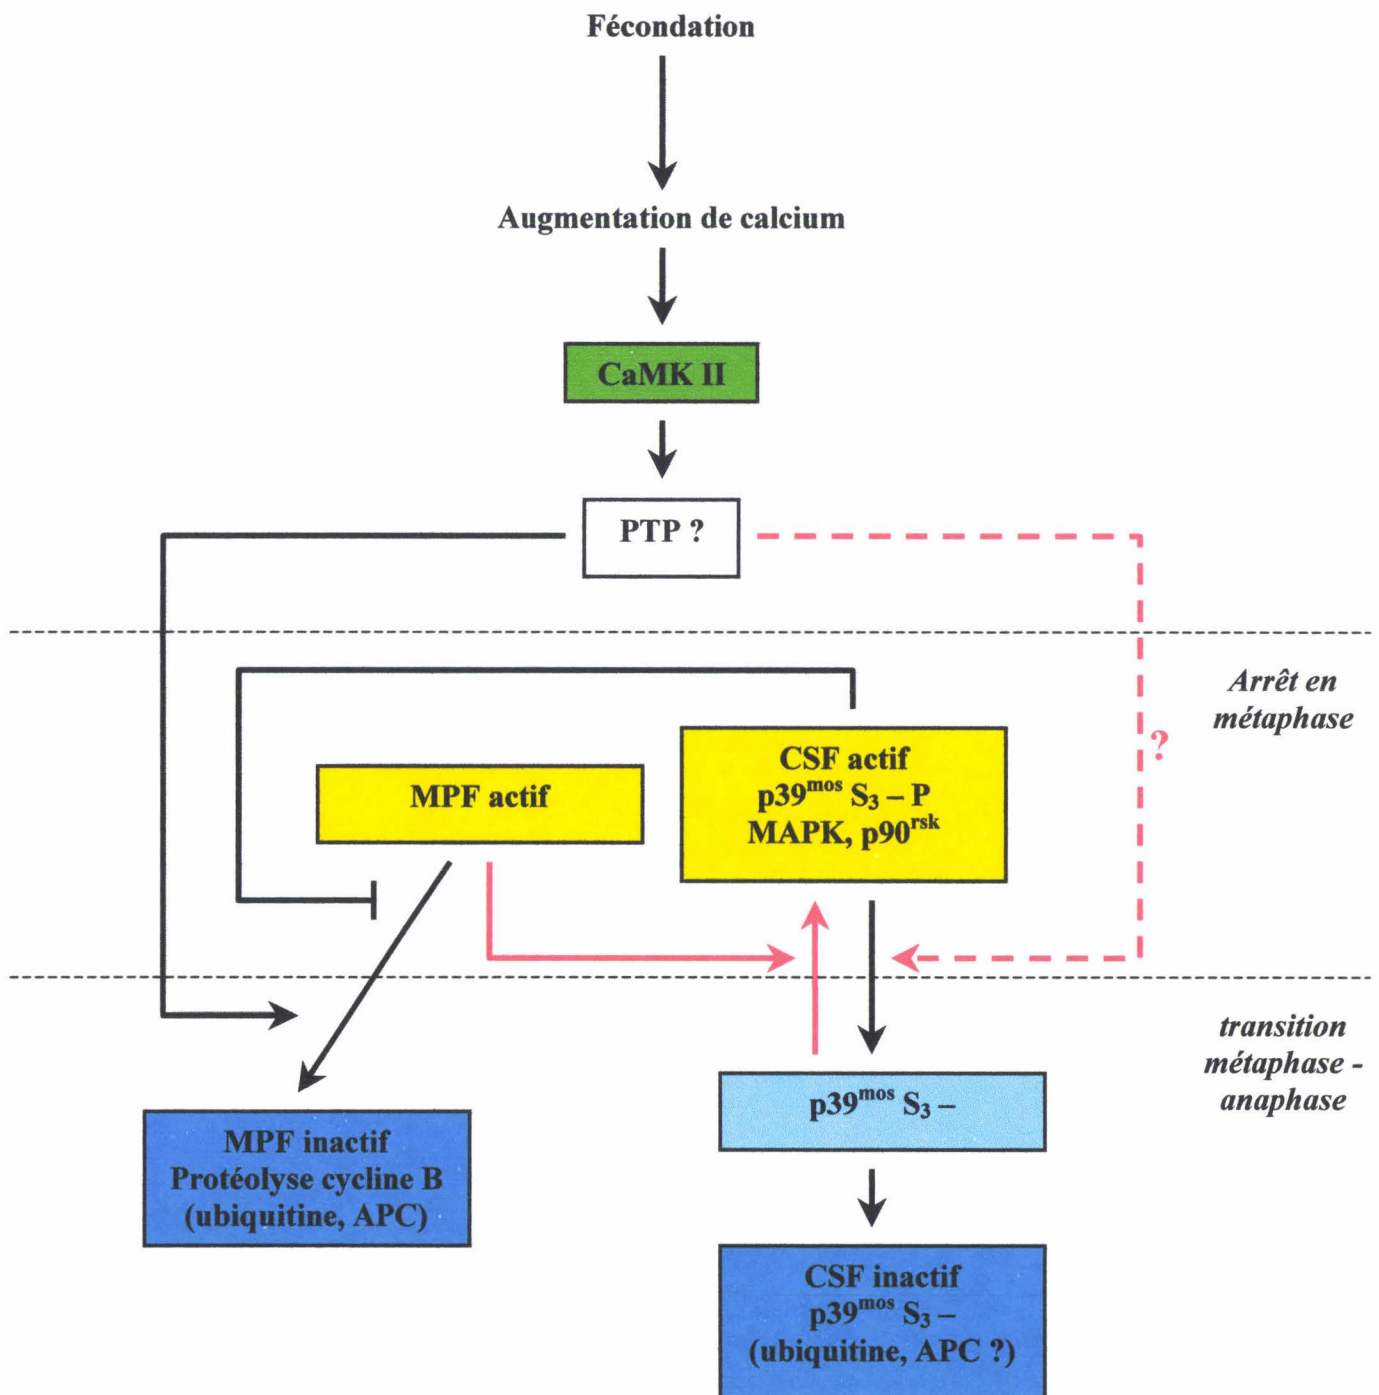 Fécondation
Augmentation de calcium
CaMK II
PTP ?
Arrêt en
métaphase
?
CSF actif
p39mos S3 – P
MAPK, p90rsk
MPF actif
transition
métaphase -
anaphase
p39mos S3 –
MPF inactif
Protéolyse cycline B
(ubiquitine, APC)
CSF inactif
p39mos S3 –
(ubiquitine, APC ?)